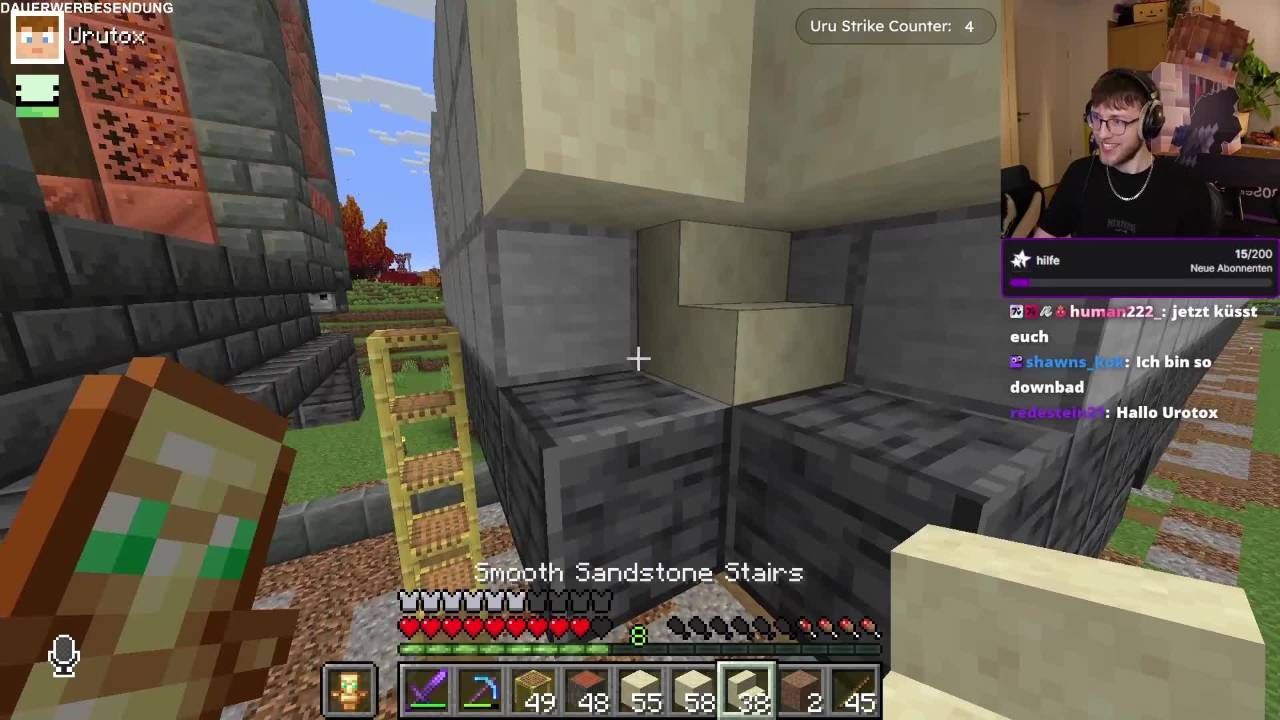 DAUERWERBESENDUNG
Urutox
Uru Strike Counter: 4
hilfe
15/200
Neue Abonnenten
human222_: jetzt küsst
euch
shawns_kok: Ich bin so
downbad
: Hallo Urotox
Smooth Sandstone Stairs
8
49 48 55 58 38 2 45